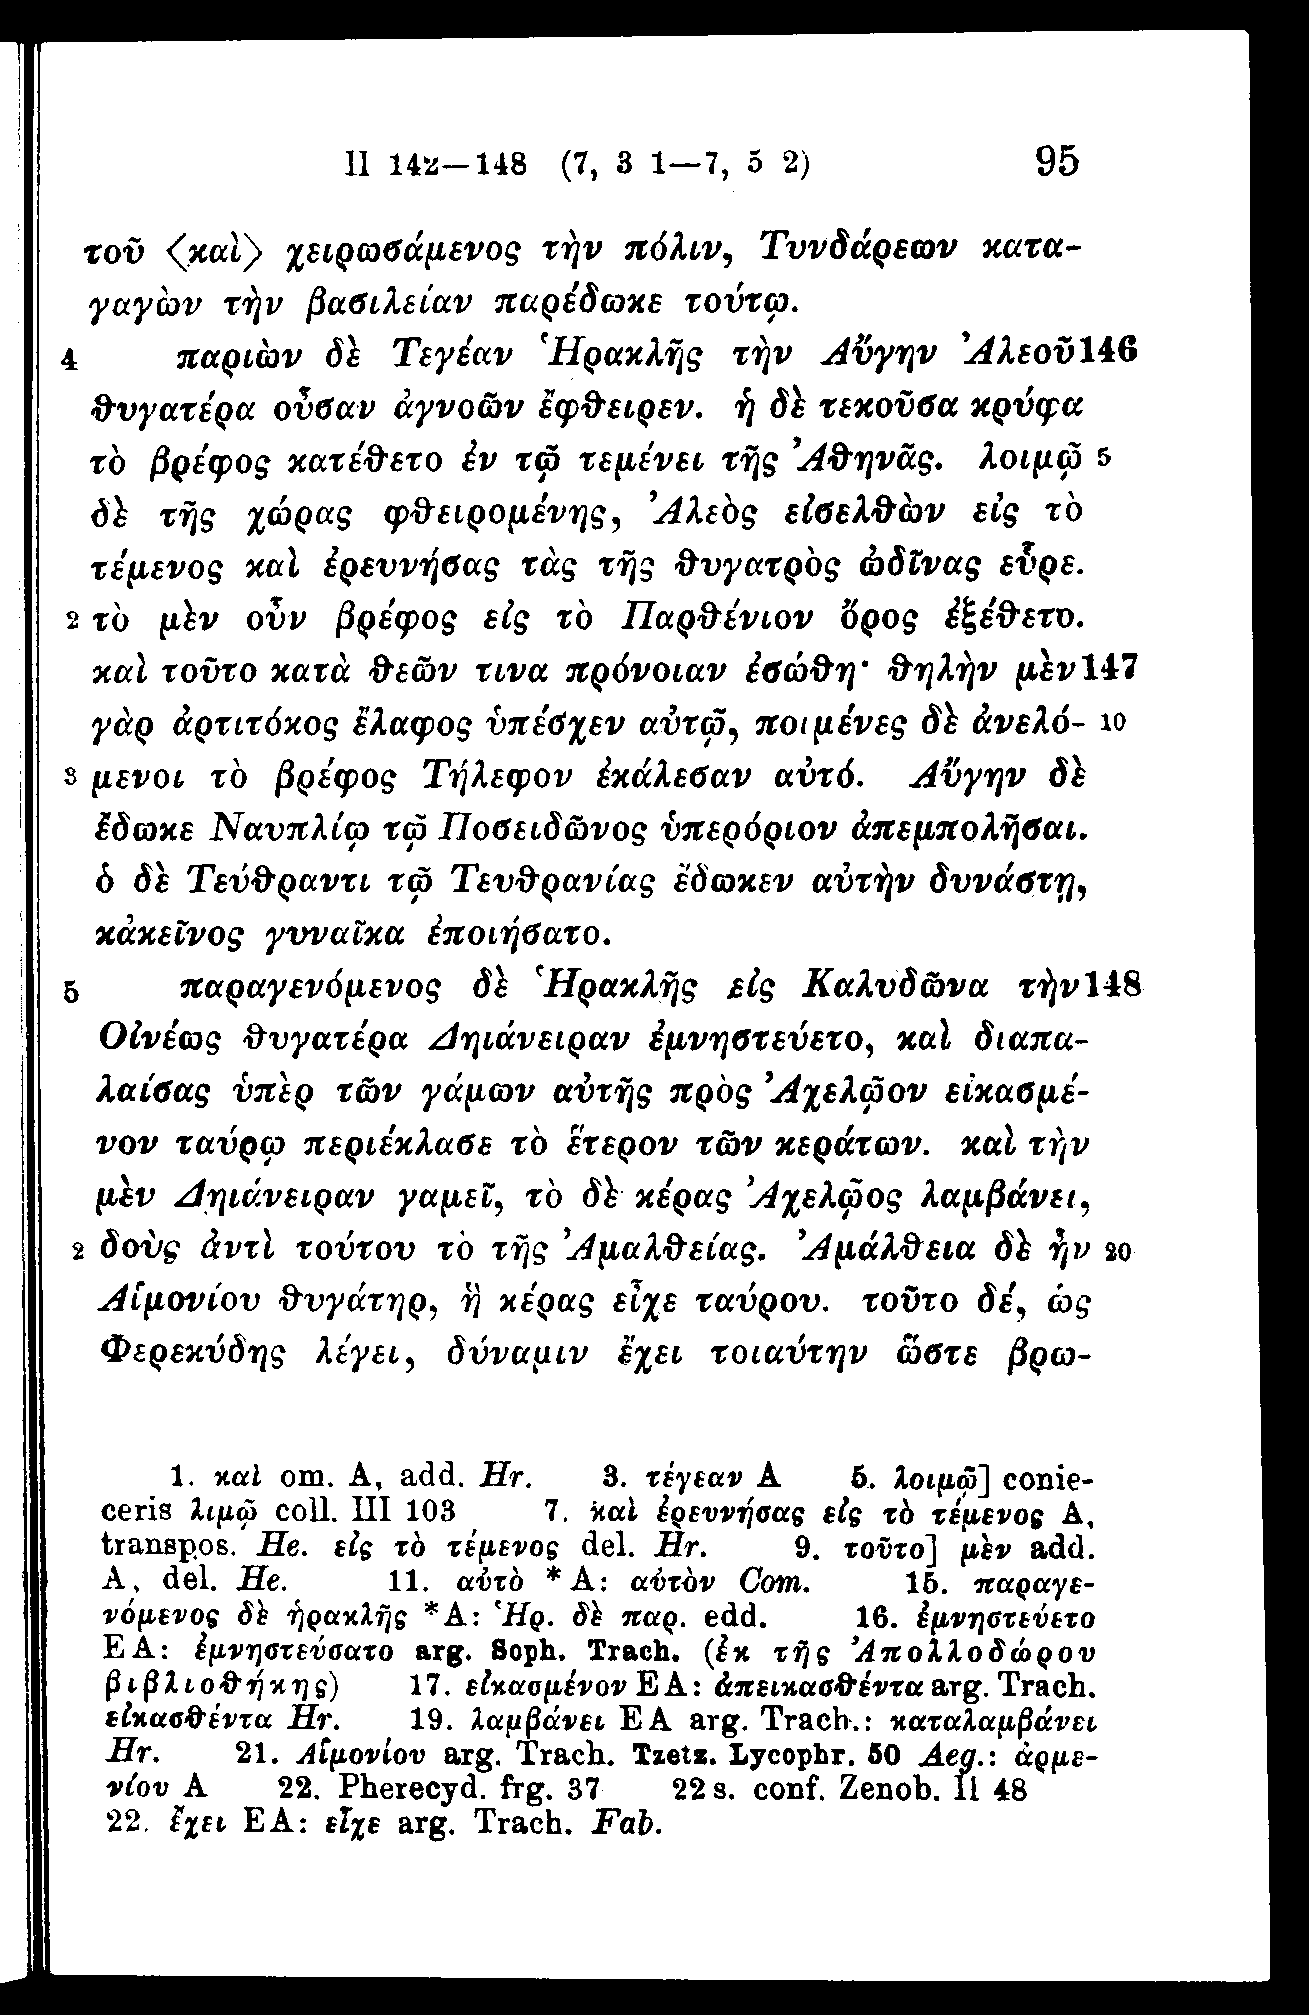 II 142—148 (7, 3 1—7, 5 2) 95
τοῦ ⟨καὶ⟩ χειρωσάμενος τὴν πόλιν, Τυνδάρεων κατα-
γαγὼν τὴν βασιλείαν παρέδωκε τούτῳ.
4 παριὼν δὲ Τεγέαν Ἡρακλῆς τὴν Αὔγην Ἀλεοῦ 146
θυγατέρα οὖσαν ἀγνοῶν ἔφθειρεν. ἡ δὲ τεκοῦσα κρύφα
τὸ βρέφος κατέθετο ἐν τῷ τεμένει τῆς Ἀθηνᾶς. λοιμῷ 5
δὲ τῆς χώρας φθειρομένης, Ἀλεὸς εἰσελθὼν εἰς τὸ
τέμενος καὶ ἐρευνήσας τὰς τῆς θυγατρὸς ὠδῖνας εὗρε.
2 τὸ μὲν οὖν βρέφος εἰς τὸ Παρθένιον ὄρος ἐξέθετο.
καὶ τοῦτο κατὰ θεῶν τινα πρόνοιαν ἐσώθη· θηλὴν μὲν 147
γὰρ ἀρτιτόκος ἔλαφος ὑπέσχεν αὐτῷ, ποιμένες δὲ ἀνελό- 10
3 μενοι τὸ βρέφος Τήλεφον ἐκάλεσαν αὐτό. Αὔγην δὲ
ἔδωκε Ναυπλίῳ τῷ Ποσειδῶνος ὑπερόριον ἀπεμπολῆσαι.
ὁ δὲ Τεύθραντι τῷ Τευθρανίας ἔδωκεν αὐτὴν δυνάστῃ,
κἀκεῖνος γυναῖκα ἐποιήσατο.
5 παραγενόμενος δὲ Ἡρακλῆς εἰς Καλυδῶνα τὴν 148
Οἰνέως θυγατέρα Δηιάνειραν ἐμνηστεύετο, καὶ διαπα-
λαίσας ὑπὲρ τῶν γάμων αὐτῆς πρὸς Ἀχελῷον εἰκασμέ-
νον ταύρῳ περιέκλασε τὸ ἕτερον τῶν κεράτων. καὶ τὴν
μὲν Δηιάνειραν γαμεῖ, τὸ δὲ κέρας Ἀχελῷος λαμβάνει,
2 δοὺς ἀντὶ τούτου τὸ τῆς Ἀμαλθείας. Ἀμάλθεια δὲ ἦν 20
Αἱμονίου θυγάτηρ, ἣ κέρας εἶχε ταύρου. τοῦτο δέ, ὡς
Φερεκύδης λέγει, δύναμιν ἔχει τοιαύτην ὥστε βρω-
1. καὶ om. A, add. Hr. 3. τέγεαν A 5. λοιμῷ] conie-
ceris λιμῷ coll. III 103 7. καὶ ἐρευνήσας εἰς τὸ τέμενος A,
transpos. He. εἰς τὸ τέμενος del. Hr. 9. τοῦτο] μὲν add.
A, del. He. 11. αὐτὸ *A: αὐτὸν Com. 15. παραγε-
νόμενος δὲ ἡρακλῆς *A: Ἡρ. δὲ παρ. edd. 16. ἐμνηστεύετο
EA: ἐμνηστεύσατο arg. Soph. Trach. (ἐκ τῆς Ἀπολλοδώρου
βιβλιοθήκης) 17. εἰκασμένον EA: ἀπεικασθέντα arg. Trach.
εἰκασθέντα Hr. 19. λαμβάνει EA arg. Trach.: καταλαμβάνει
Hr. 21. Αἱμονίου arg. Trach. Tzetz. Lycophr. 50 Aeg.: ἁρμε-
νίου A 22. Pherecyd. frg. 37 22 s. conf. Zenob. II 48
22. ἔχει EA: εἶχε arg. Trach. Fab.